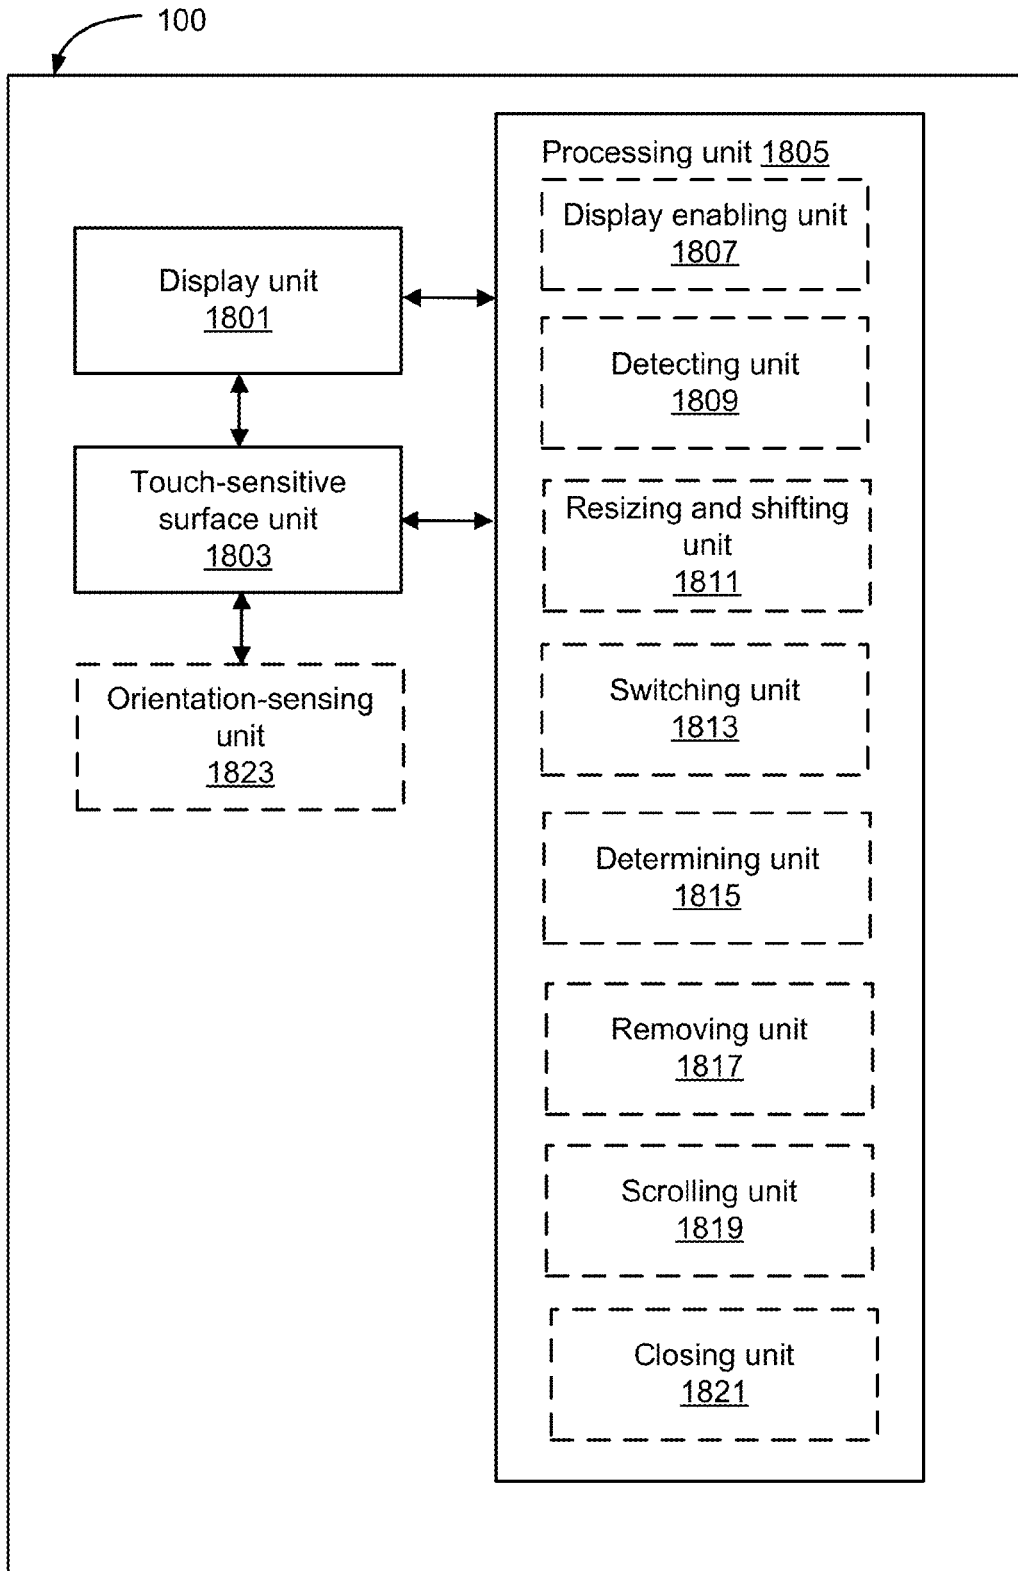 100
Processing unit 1805
Display enabling unit
1807
Display unit
1801
Detecting unit
1809
Touch-sensitive
surface unit
1803
Resizing and shifting
unit
1811
Orientation-sensing
unit
1823
Switching unit
1813
Determining unit
1815
Removing unit
1817
Scrolling unit
1819
Closing unit
1821